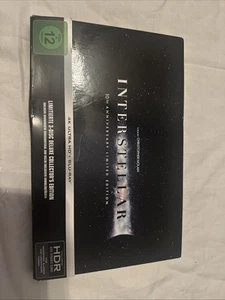 INTERSTELLAR
10TH ANNIVERSARY LIMITED EDITION
4K ULTRA HD + BLU-RAY
LIMITIERTE 3-DISC DELUXE COLLECTOR'S EDITION
12
HDR